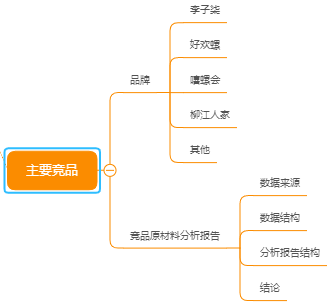 主要竞品
品牌
李子柒
好欢螺
嘻螺会
柳江人家
其他
竞品原材料分析报告
数据来源
数据结构
分析报告结构
结论